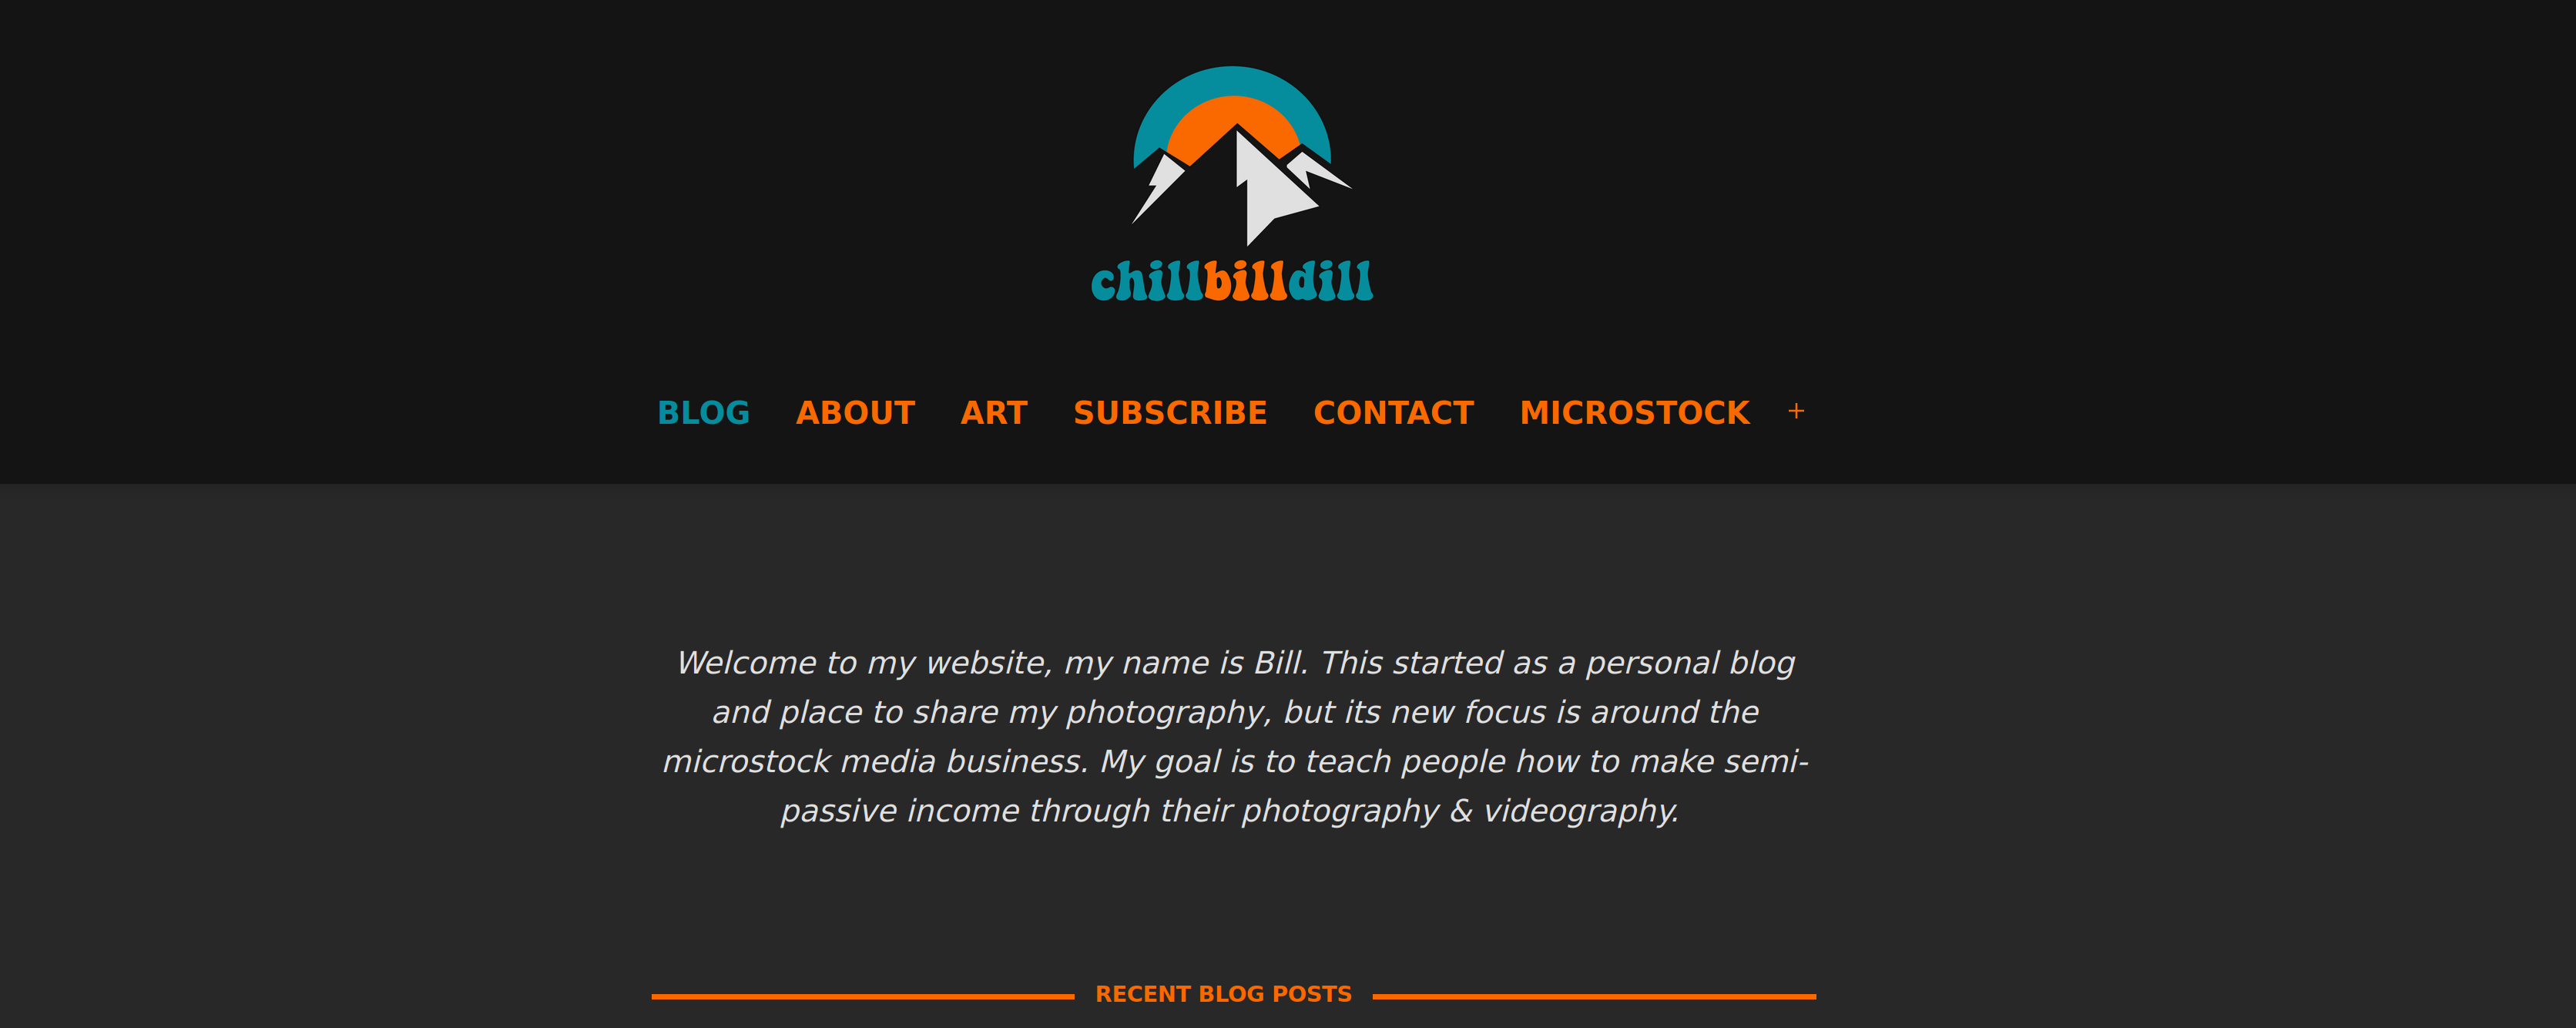 chillbilldill
BLOG ABOUT ART SUBSCRIBE CONTACT MICROSTOCK +
Welcome to my website, my name is Bill. This started as a personal blog
and place to share my photography, but its new focus is around the
microstock media business. My goal is to teach people how to make semi-
passive income through their photography & videography.
RECENT BLOG POSTS